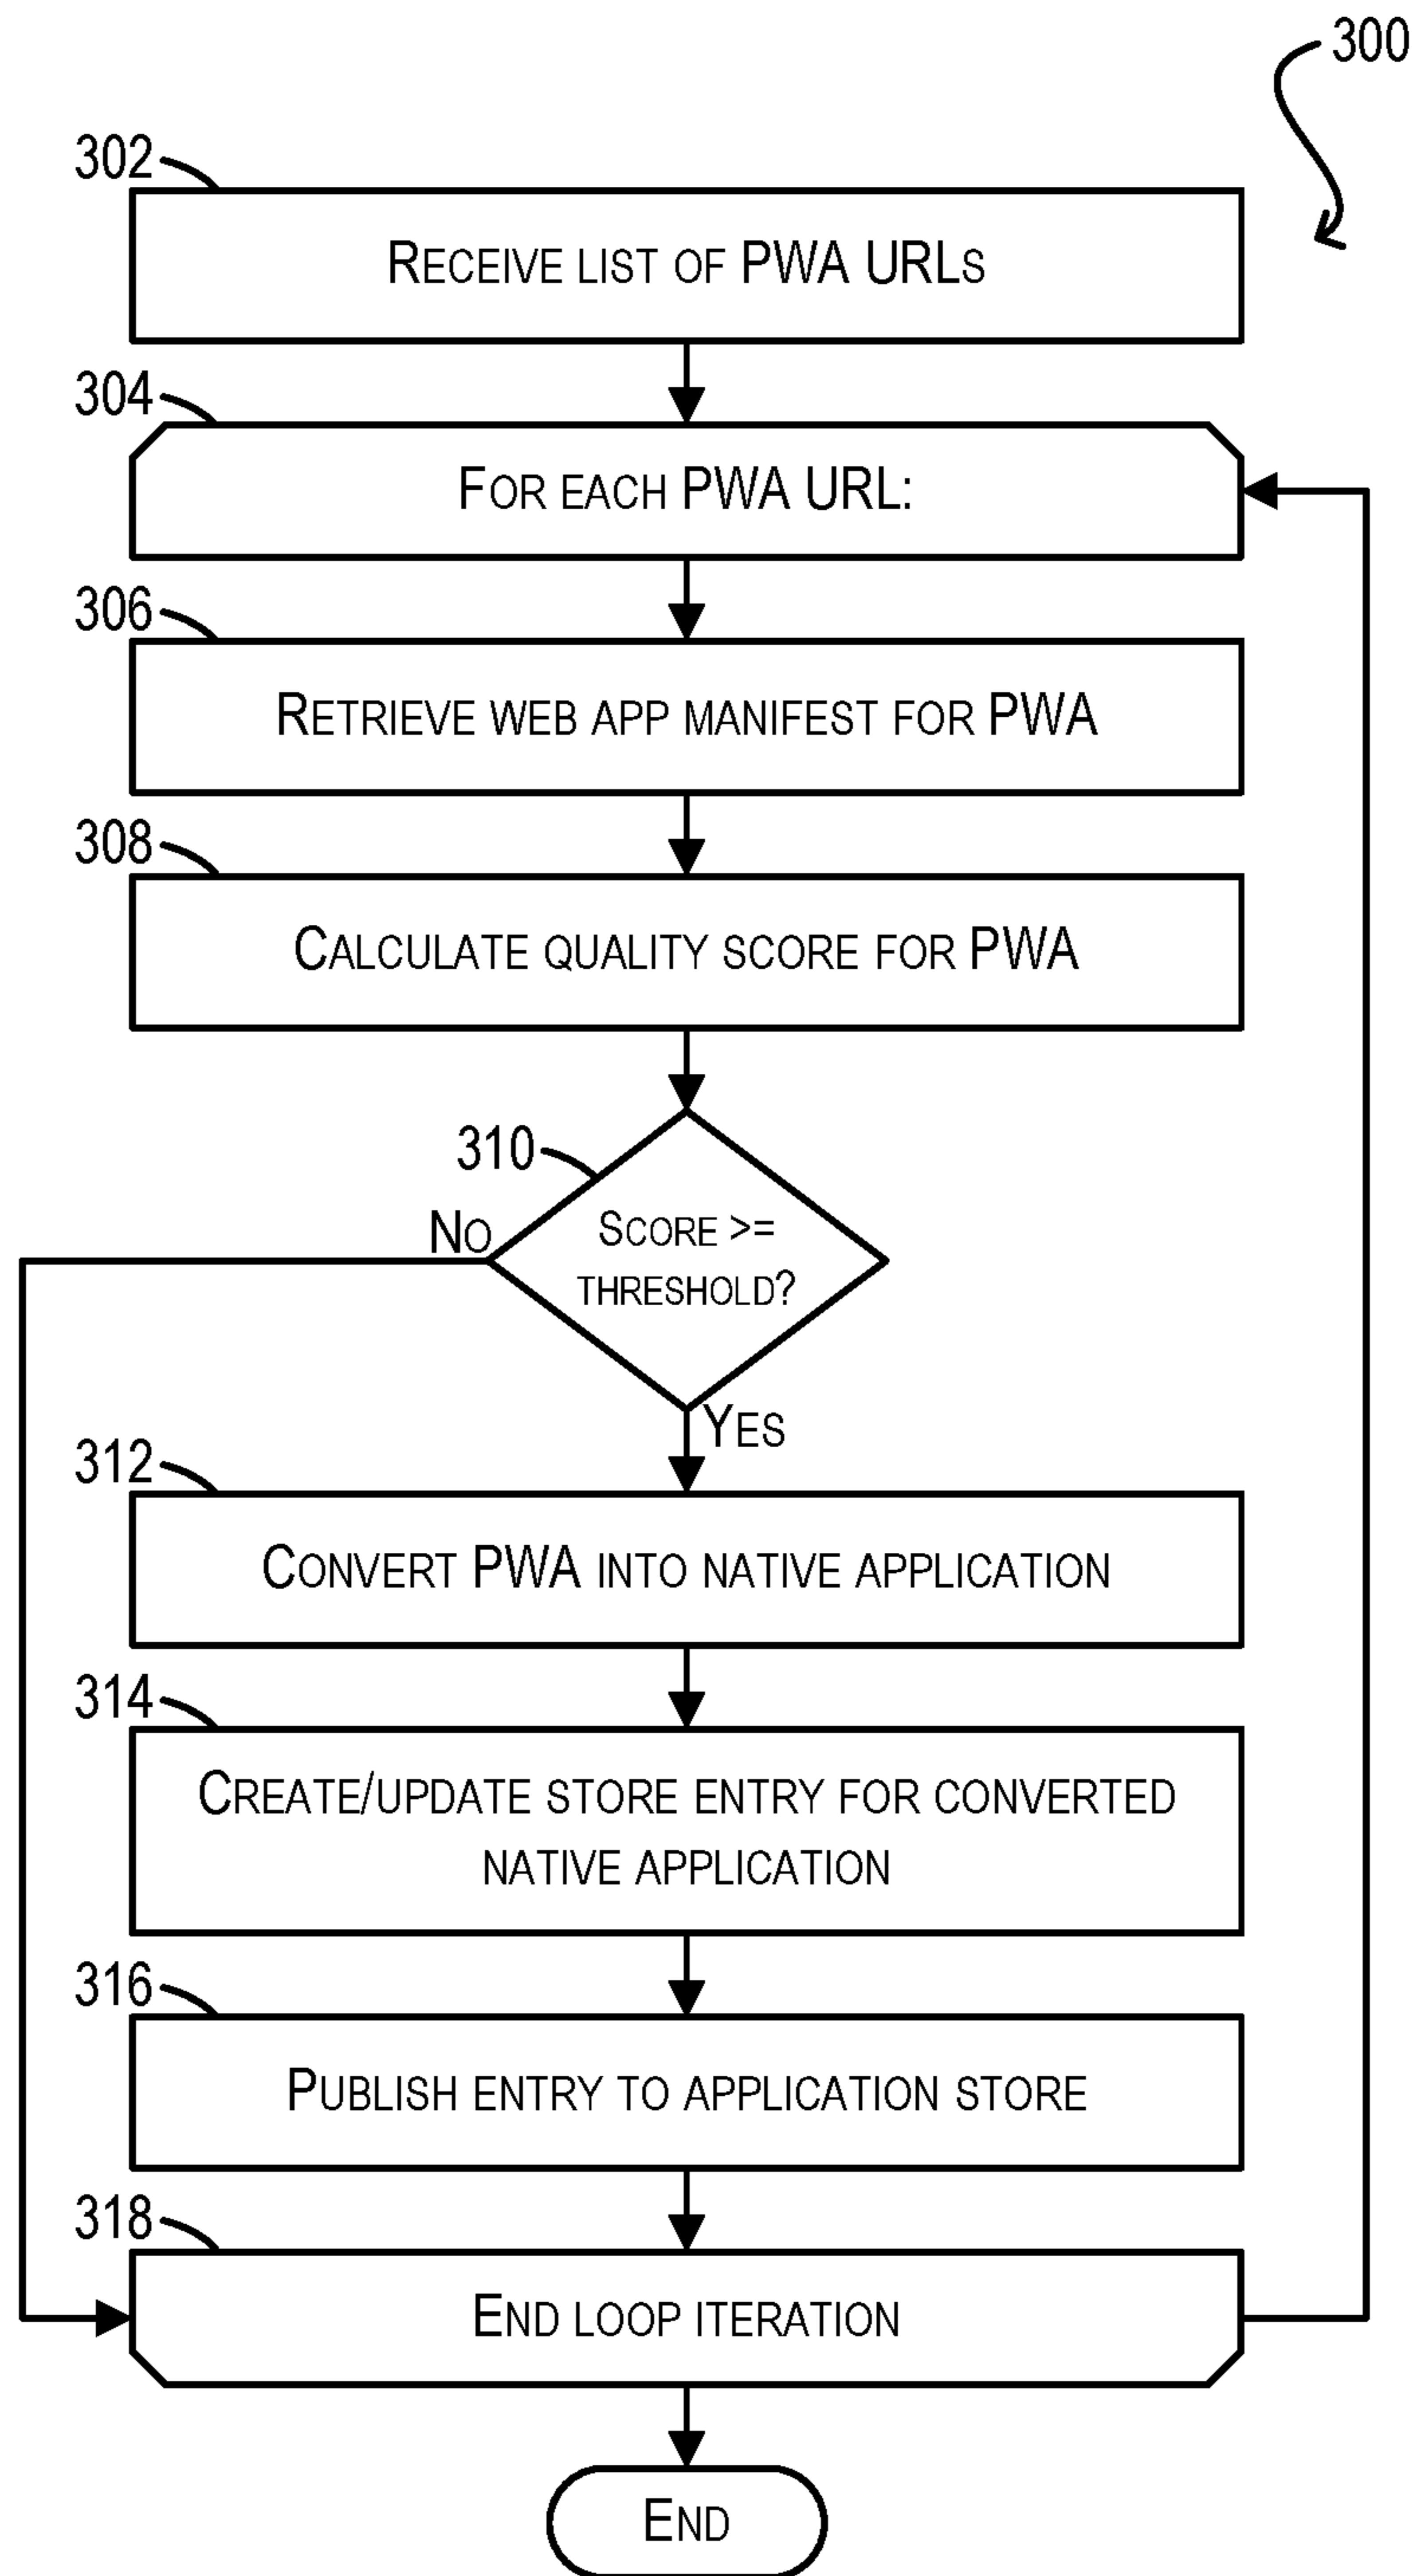 300
302
Receive list of PWA URLs
304
For each PWA URL:
306
Retrieve web app manifest for PWA
308
Calculate quality score for PWA
310
No
Score >=
threshold?
Yes
312
Convert PWA into native application
314
Create/update store entry for converted
native application
316
Publish entry to application store
318
End loop iteration
End